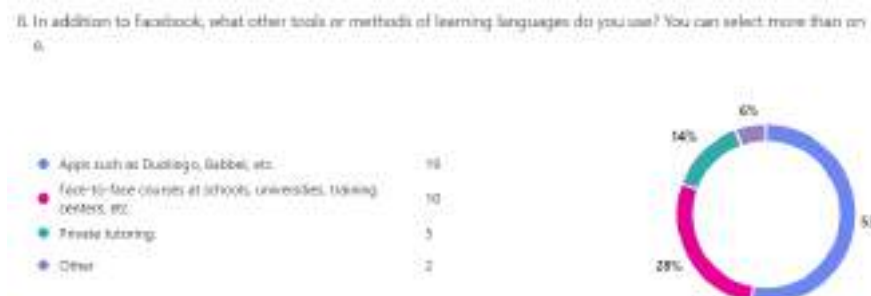 8. In addition to Facebook, what other tools or methods of learning languages do you use? You can select more than on
e.
6%
14%
Apps such as Duolingo, Babbel, etc.
Face-to-face courses at schools, universities, training
10
centers, etc.
Private tutoring
5
Other
2
28%